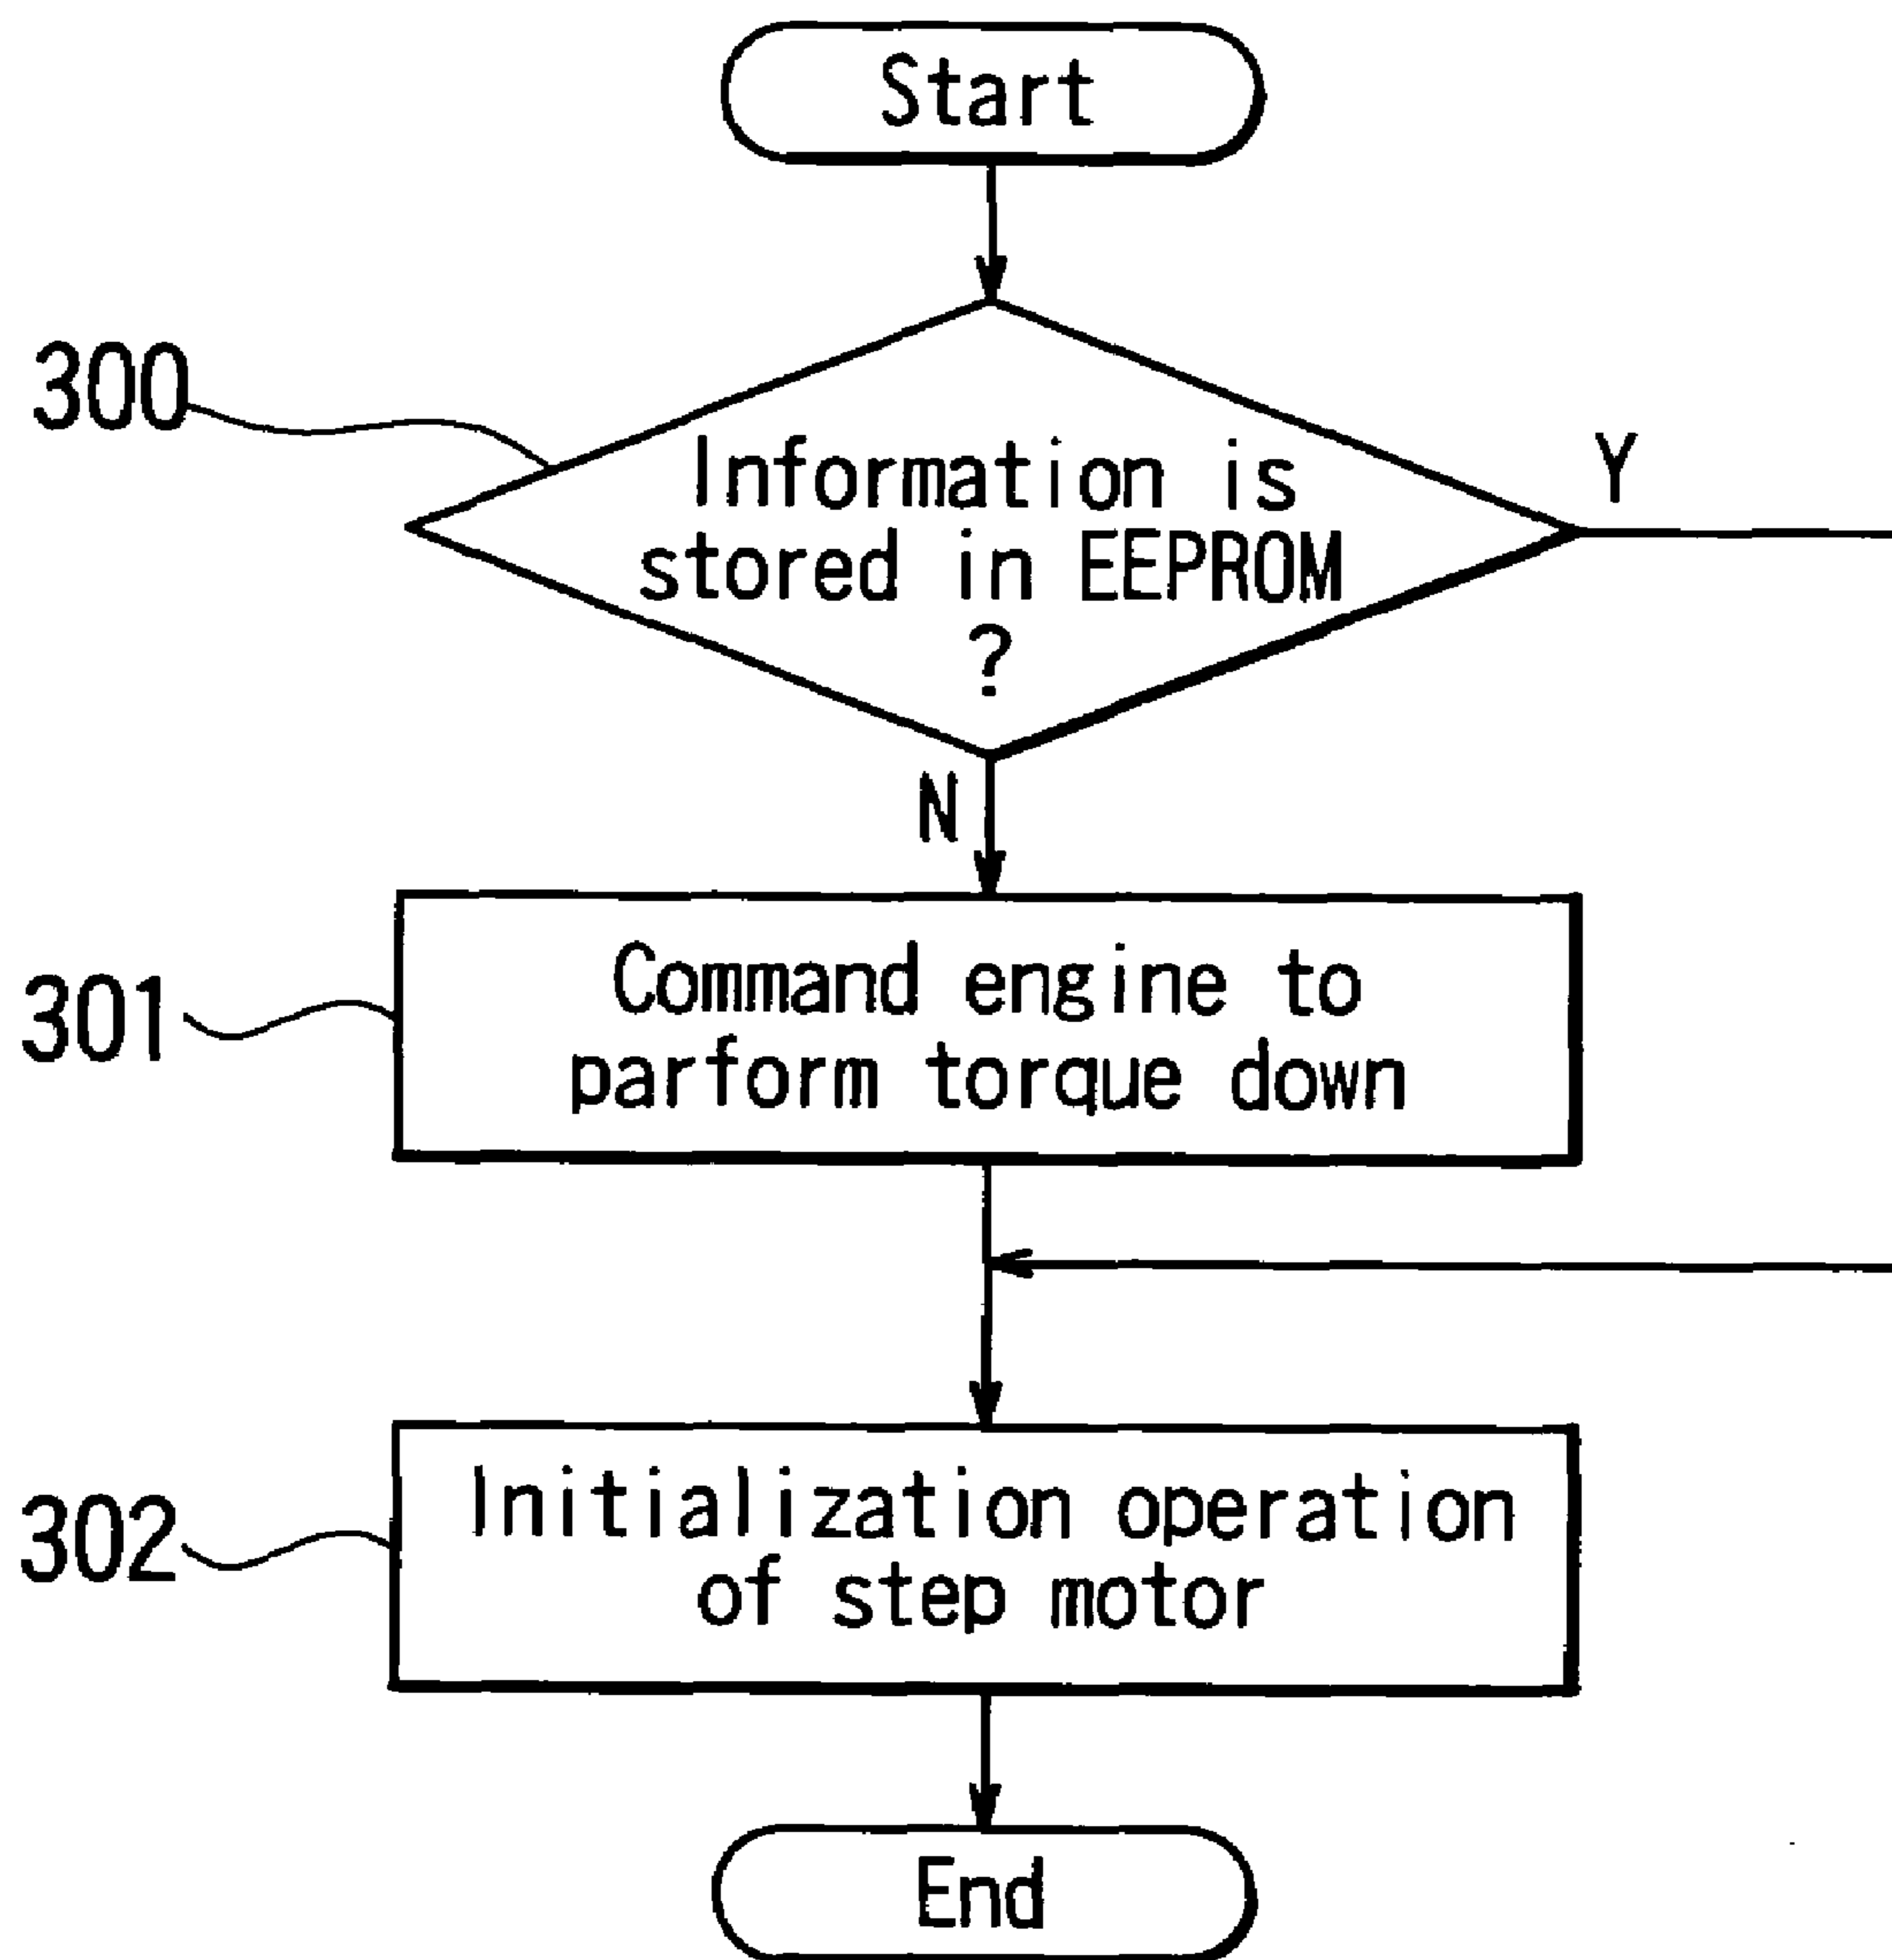 Start
300
Information is
Y
stored in EEPROM
?
N
301
Command engine to
parform torque down
302
Initialization operation
of step motor
End